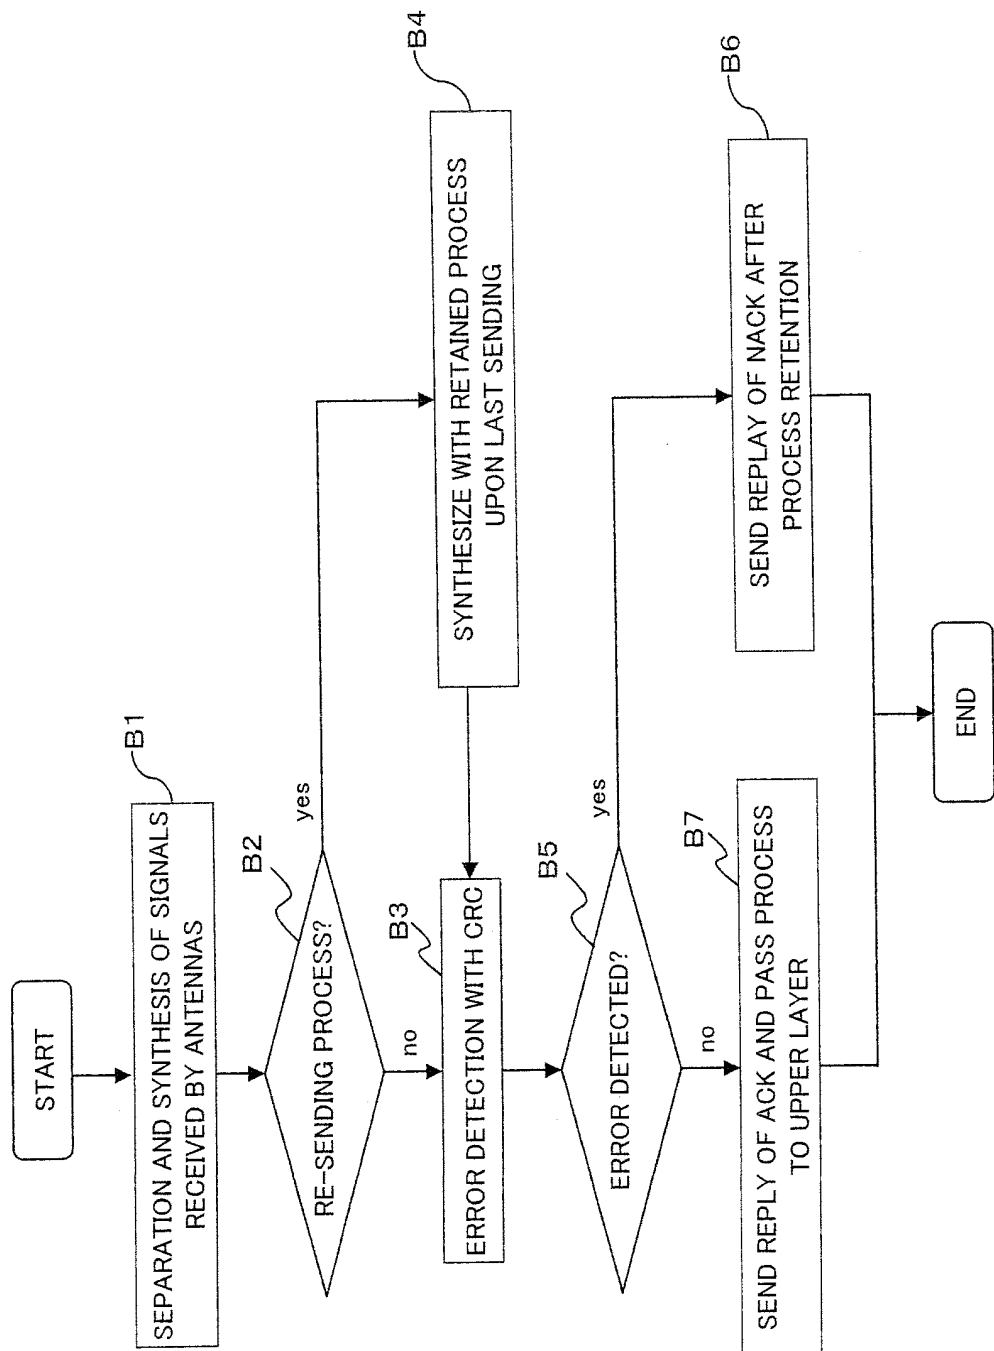 START
B1
SEPARATION AND SYNTHESIS OF SIGNALS
RECEIVED BY ANTENNAS
B2
RE-SENDING PROCESS?
yes
no
B4
SYNTHESIZE WITH RETAINED PROCESS
UPON LAST SENDING
B3
ERROR DETECTION WITH CRC
B5
ERROR DETECTED?
yes
no
B6
SEND REPLAY OF NACK AFTER
PROCESS RETENTION
B7
SEND REPLY OF ACK AND PASS PROCESS
TO UPPER LAYER
END